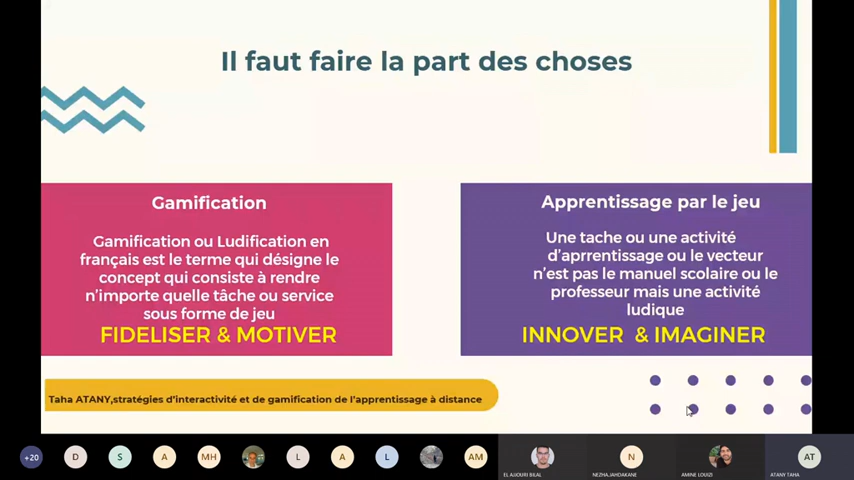 Il faut faire la part des choses
Gamification
Gamification ou Ludification en
français est le terme qui désigne le
concept qui consiste à rendre
n'importe quelle tâche ou service
sous forme de jeu
FIDELISER & MOTIVER
Apprentissage par le jeu
Une tache ou une activité
d'aprrentissage ou le vecteur
n'est pas le manuel scolaire ou le
professeur mais une activité
ludique
INNOVER & IMAGINER
Taha ATANY,stratégies d'interactivité et de gamification de l'apprentissage à distance
+20
D
S
A
MH
L
A
L
AM
EL AJJOURI BILAL
N
NEZHA JAHDAKANE
AMINE LOUIZI
AT
ATANY TAHA